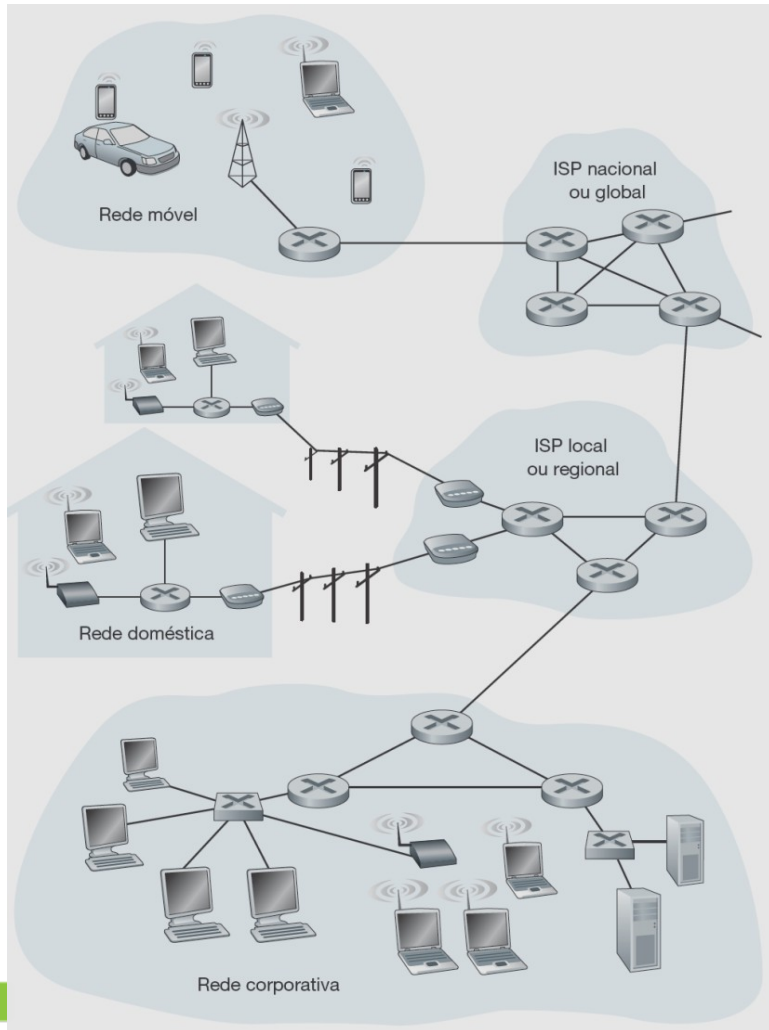 Rede móvel
ISP nacional
ou global
ISP local
ou regional
Rede doméstica
Rede corporativa